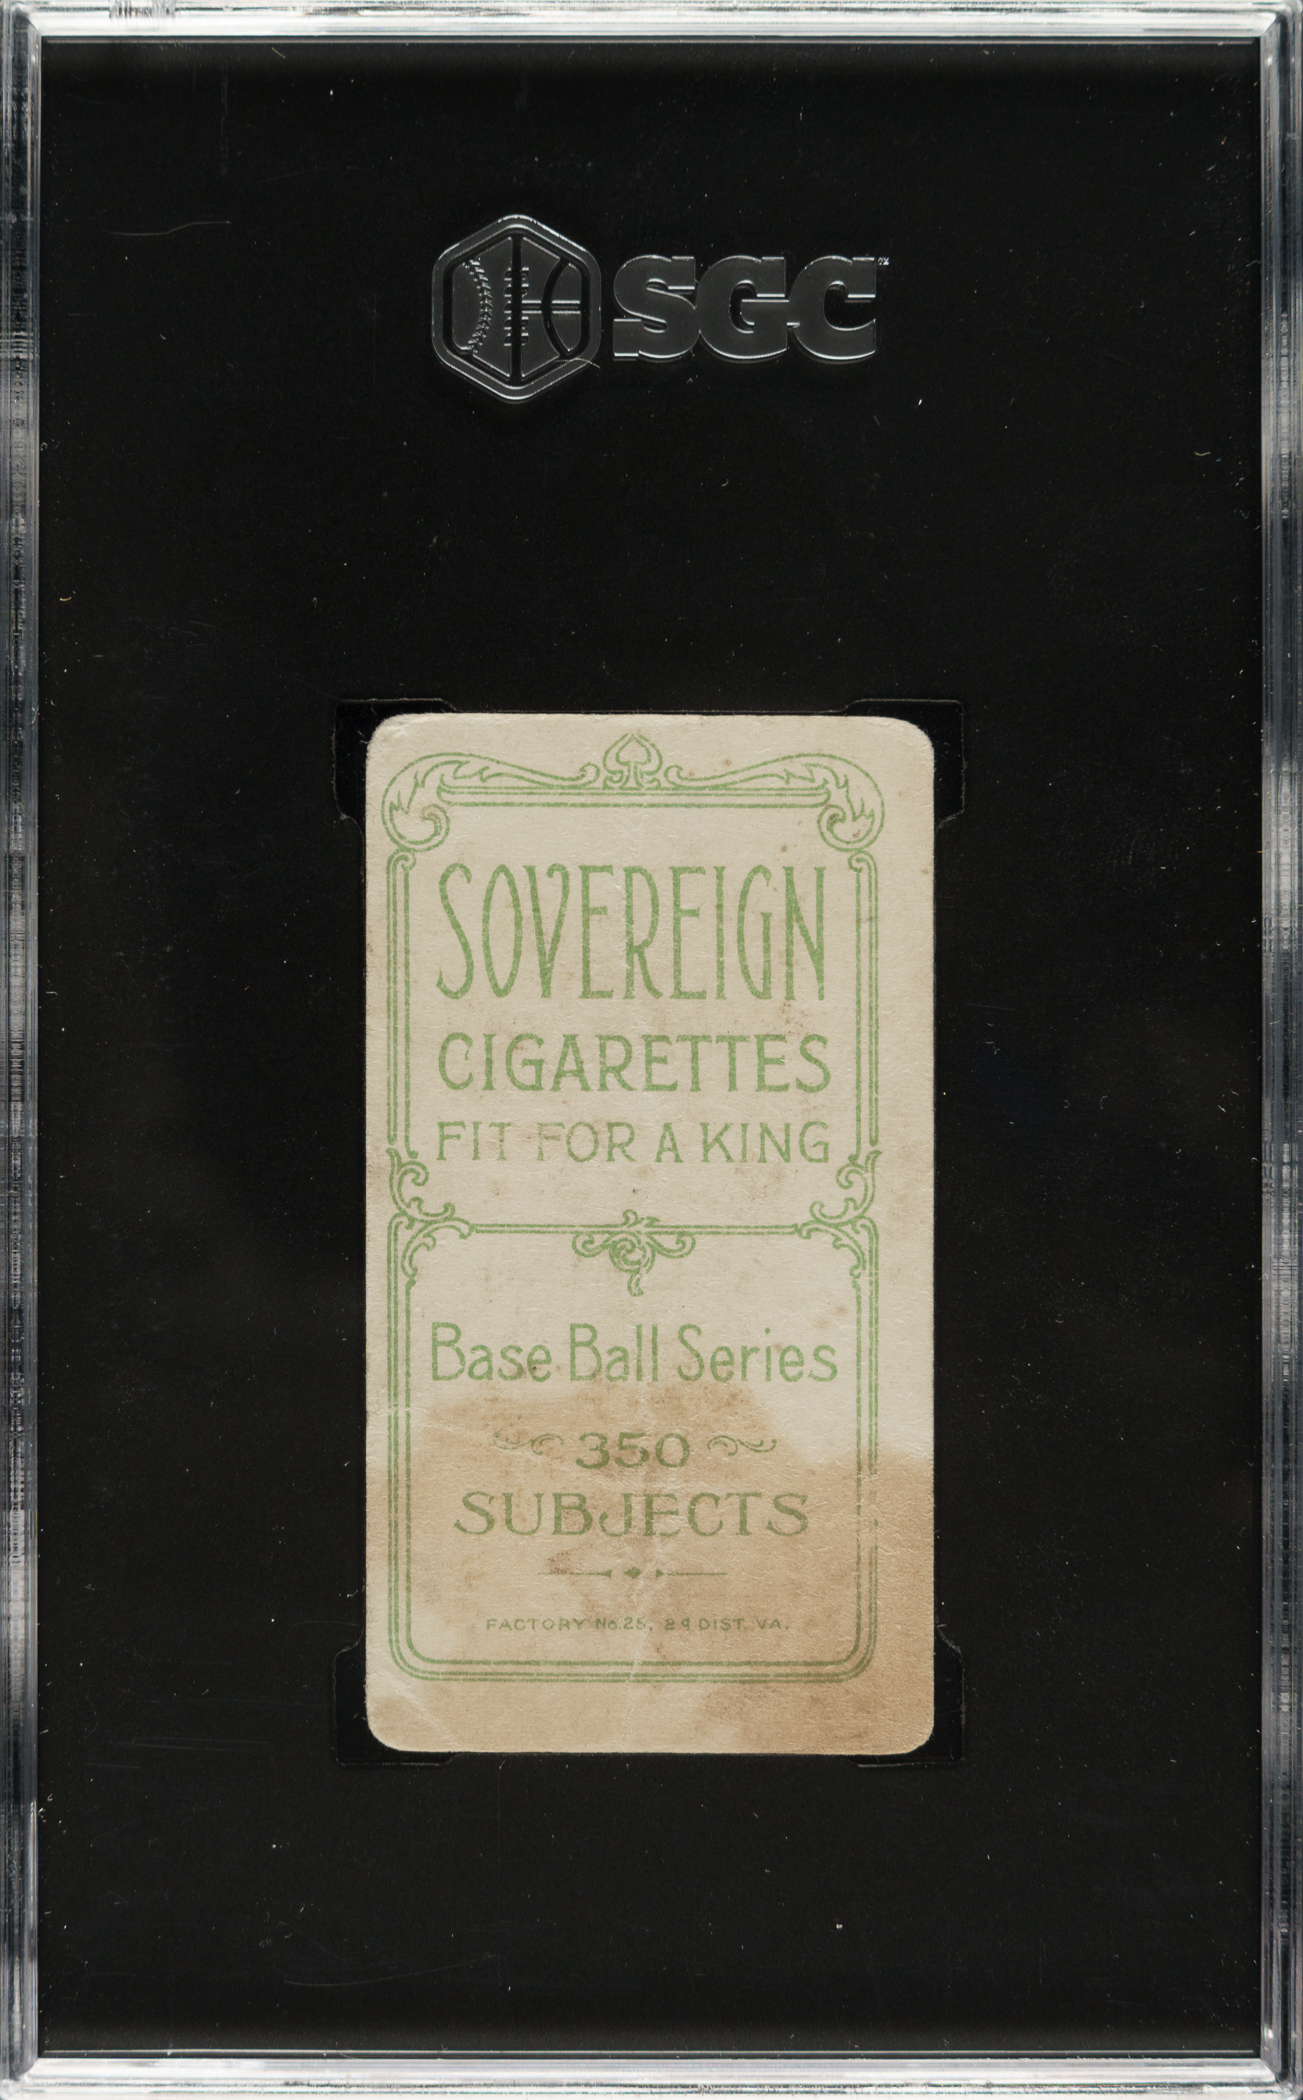 SGC
SOVEREIGN
CIGARETTES
FIT FOR A KING
Base Ball Series
350
SUBJECTS
FACTORY No.25, 2d DIST. VA.